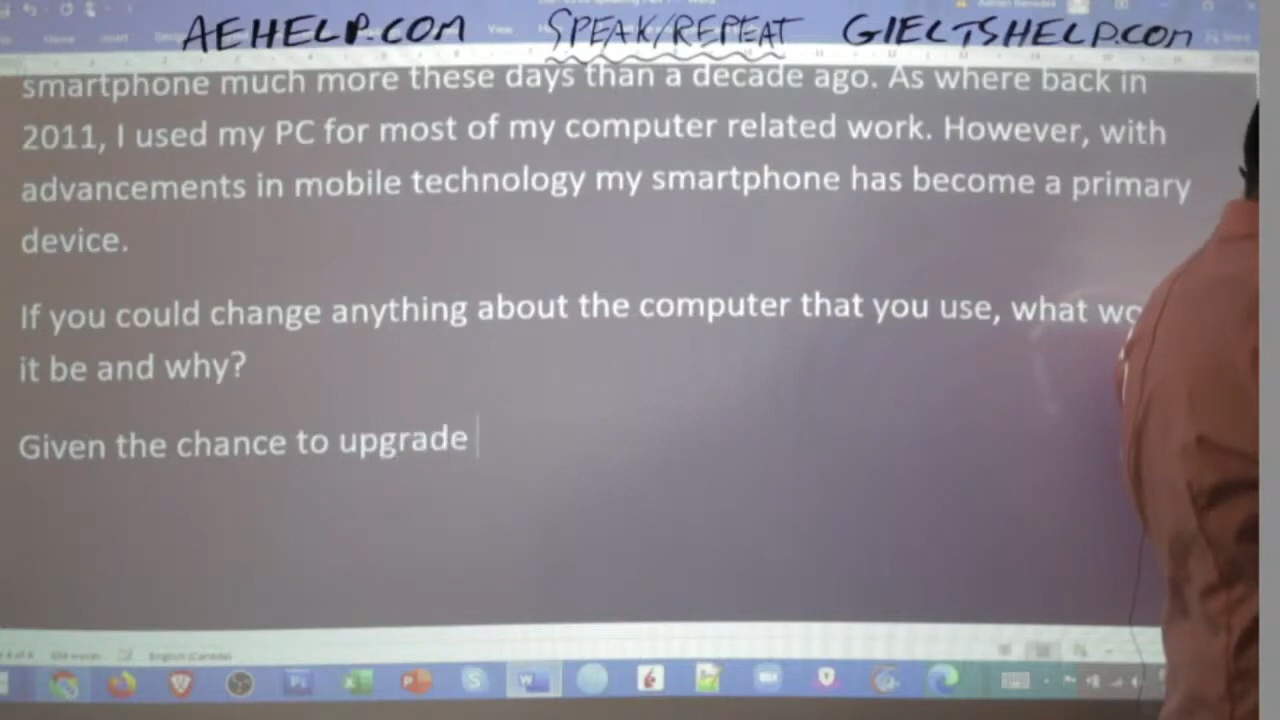 AEHELP.COM SPEAK/REPEAT GIELTSHELP.COM
View
smartphone much more these days than a decade ago. As where back in
2011, I used my PC for most of my computer related work. However, with
advancements in mobile technology my smartphone has become a primary
device.
If you could change anything about the computer that you use, what wo
it be and why?
Given the chance to upgrade
English (Canada)